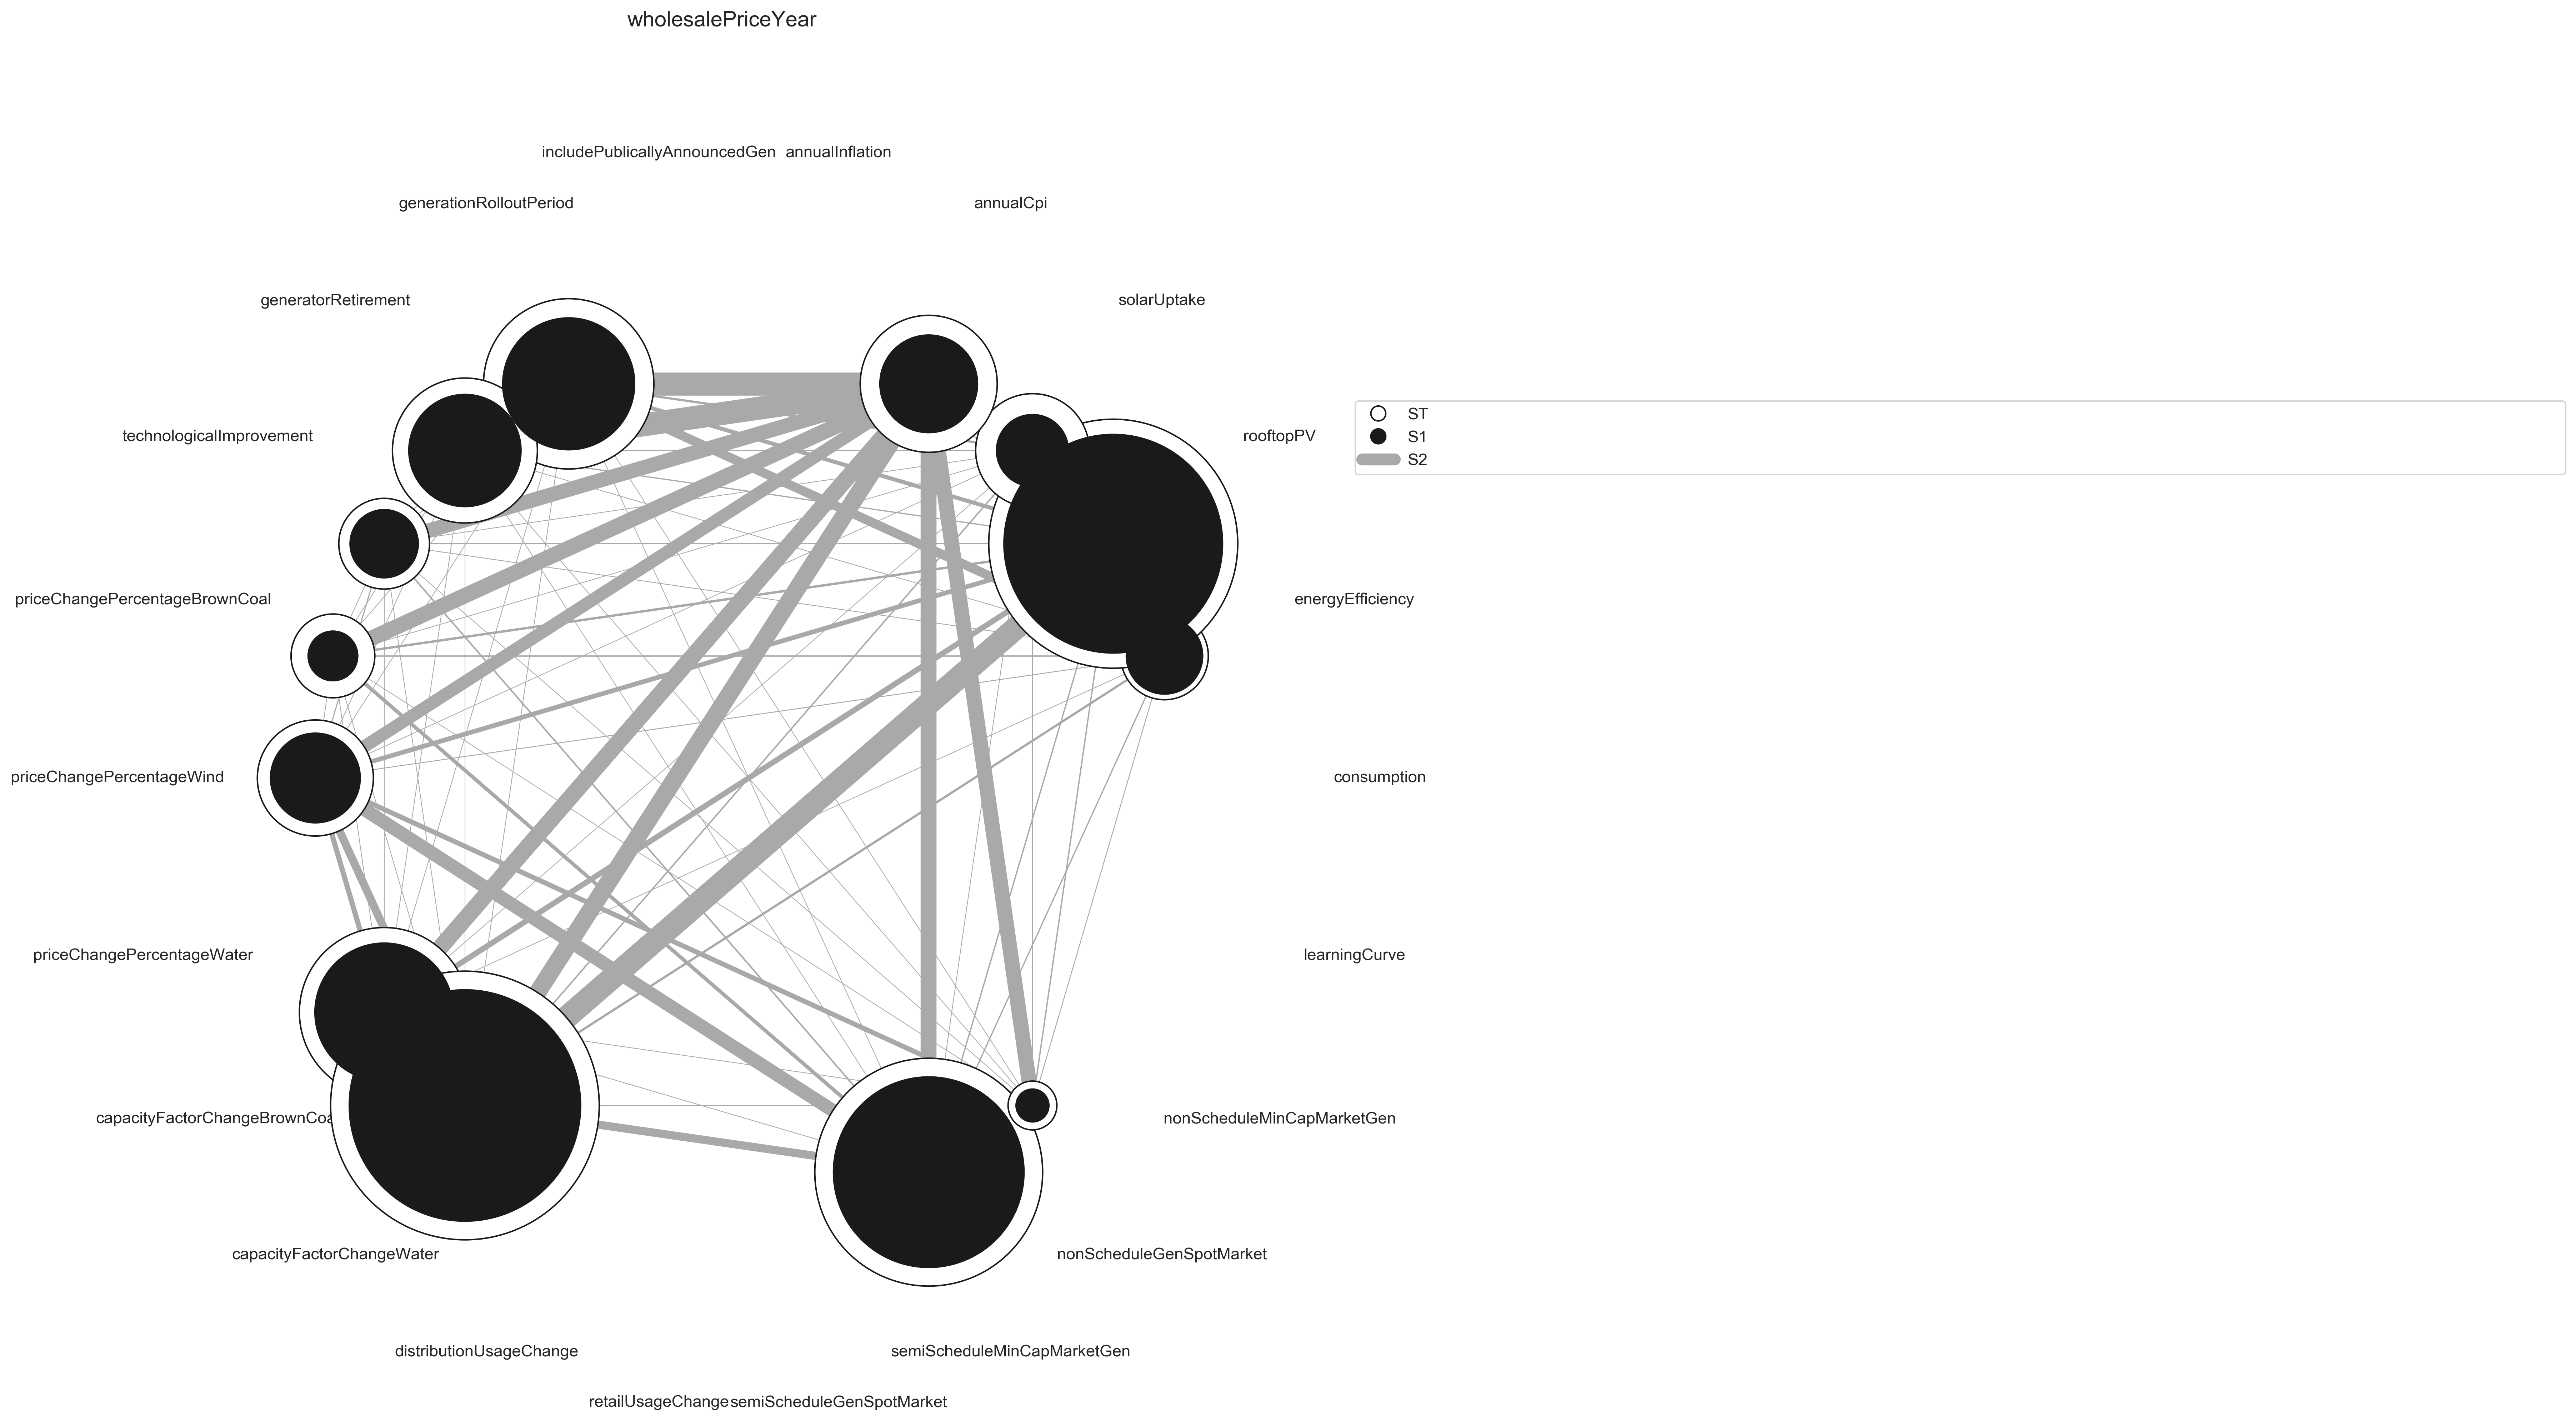 wholesalePriceYear
includePublicallyAnnouncedGen
annualInflation
generationRolloutPeriod
annualCpi
generatorRetirement
solarUptake
ST
technologicalImprovement
rooftopPV
S1
S2
priceChangePercentageBrownCoal
energyEfficiency
priceChangePercentageWind
consumption
priceChangePercentageWater
learningCurve
capacityFactorChangeBrownCoa
nonScheduleMinCapMarketGen
capacityFactorChangeWater
nonScheduleGenSpotMarket
distributionUsageChange
semiScheduleMinCapMarketGen
retailUsageChange
semiScheduleGenSpotMarket